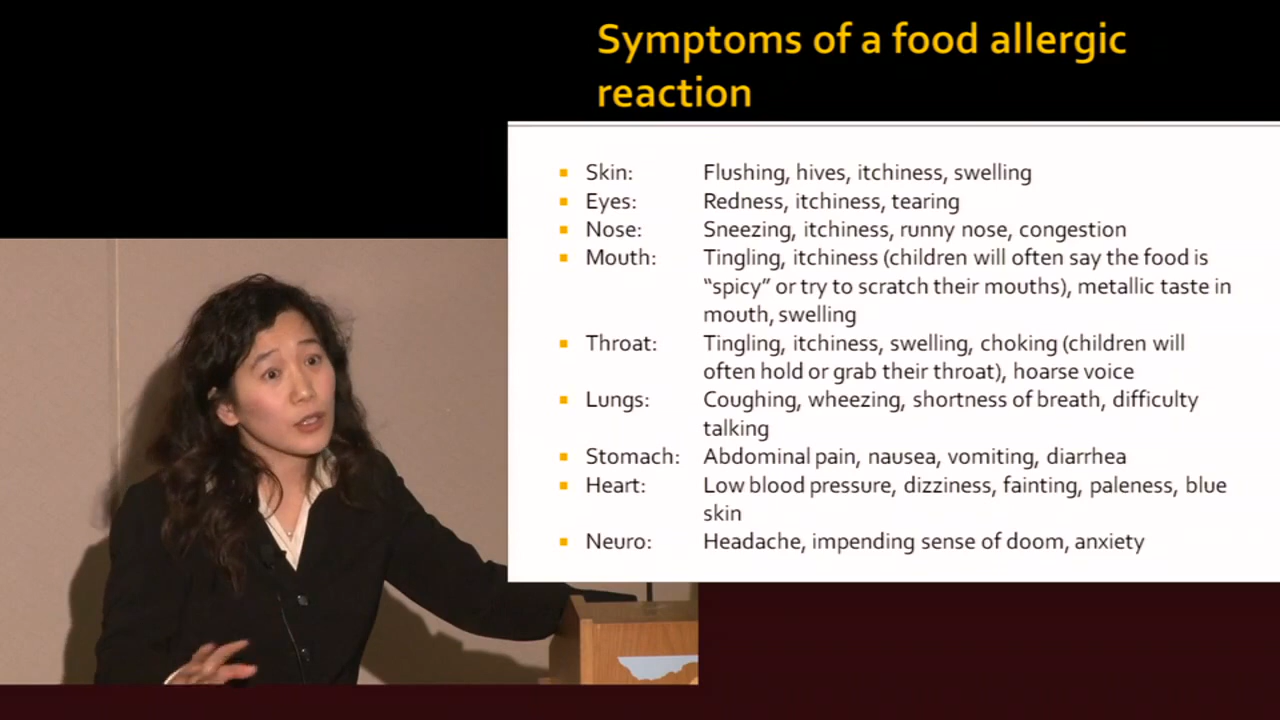 Symptoms of a food allergic
reaction
Skin: Flushing, hives, itchiness, swelling
Eyes: Redness, itchiness, tearing
Nose: Sneezing, itchiness, runny nose, congestion
Mouth: Tingling, itchiness (children will often say the food is
“spicy” or try to scratch their mouths), metallic taste in
mouth, swelling
Throat: Tingling, itchiness, swelling, choking (children will
often hold or grab their throat), hoarse voice
Lungs: Coughing, wheezing, shortness of breath, difficulty
talking
Stomach: Abdominal pain, nausea, vomiting, diarrhea
Heart: Low blood pressure, dizziness, fainting, paleness, blue
skin
Neuro: Headache, impending sense of doom, anxiety